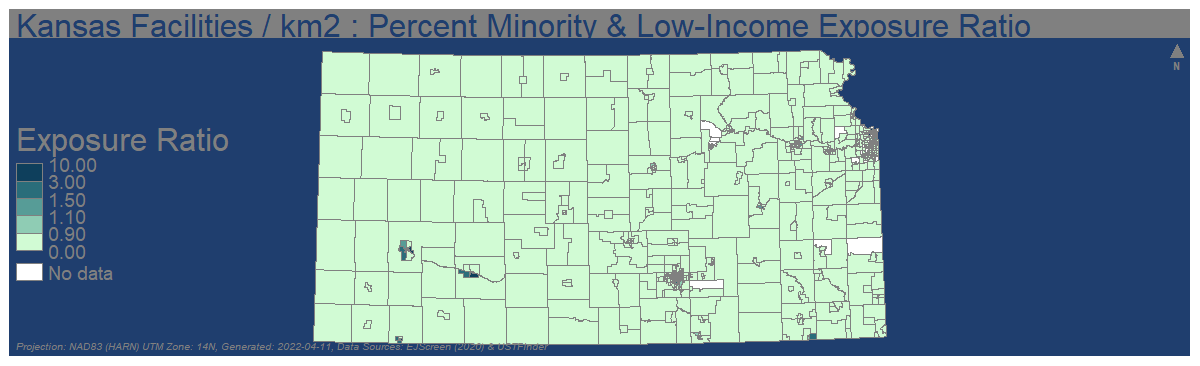 Kansas Facilities / km2 : Percent Minority & Low-Income Exposure Ratio
N
Exposure Ratio
10.00
3.00
1.50
1.10
0.90
0.00
No data
Projection: NAD83 (HARN) UTM Zone: 14N, Generated: 2022-04-11, Data Sources: EJScreen (2020) & USTFinder